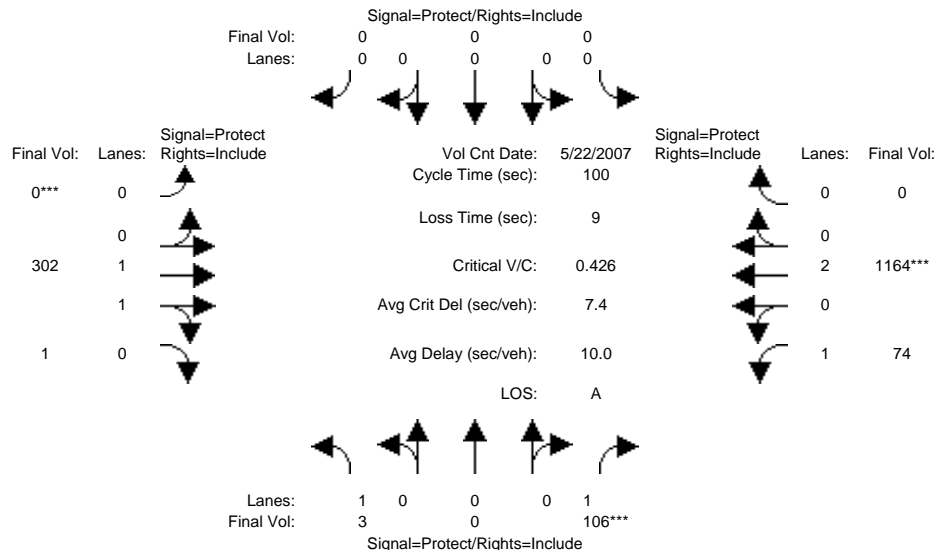 Signal=Protect/Rights=Include
Final Vol: 0 0 0
Lanes: 0 0 0 0 0
Signal=Protect
Final Vol: Lanes: Rights=Include
Vol Cnt Date: 5/22/2007
Signal=Protect
Rights=Include Lanes: Final Vol:
Cycle Time (sec): 100
0*** 0
0 0
Loss Time (sec): 9
0
0
302 1
Critical V/C: 0.426
2 1164***
1
Avg Crit Del (sec/veh): 7.4
0
1 0
Avg Delay (sec/veh): 10.0
1 74
LOS: A
Lanes: 1 0 0 0 1
Final Vol: 3 0 106***
Signal=Protect/Rights=Include